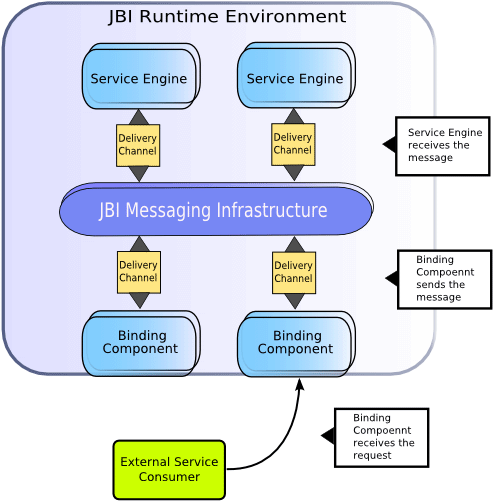 JBI Runtime Environment
Service Engine
Service Engine
Delivery
Channel
Delivery
Channel
Service Engine
receives the
message
JBI Messaging Infrastructure
Delivery
Channel
Delivery
Channel
Binding
Compoennt
sends the
message
Binding
Component
Binding
Component
Binding
Compoennt
receives the
request
External Service
Consumer